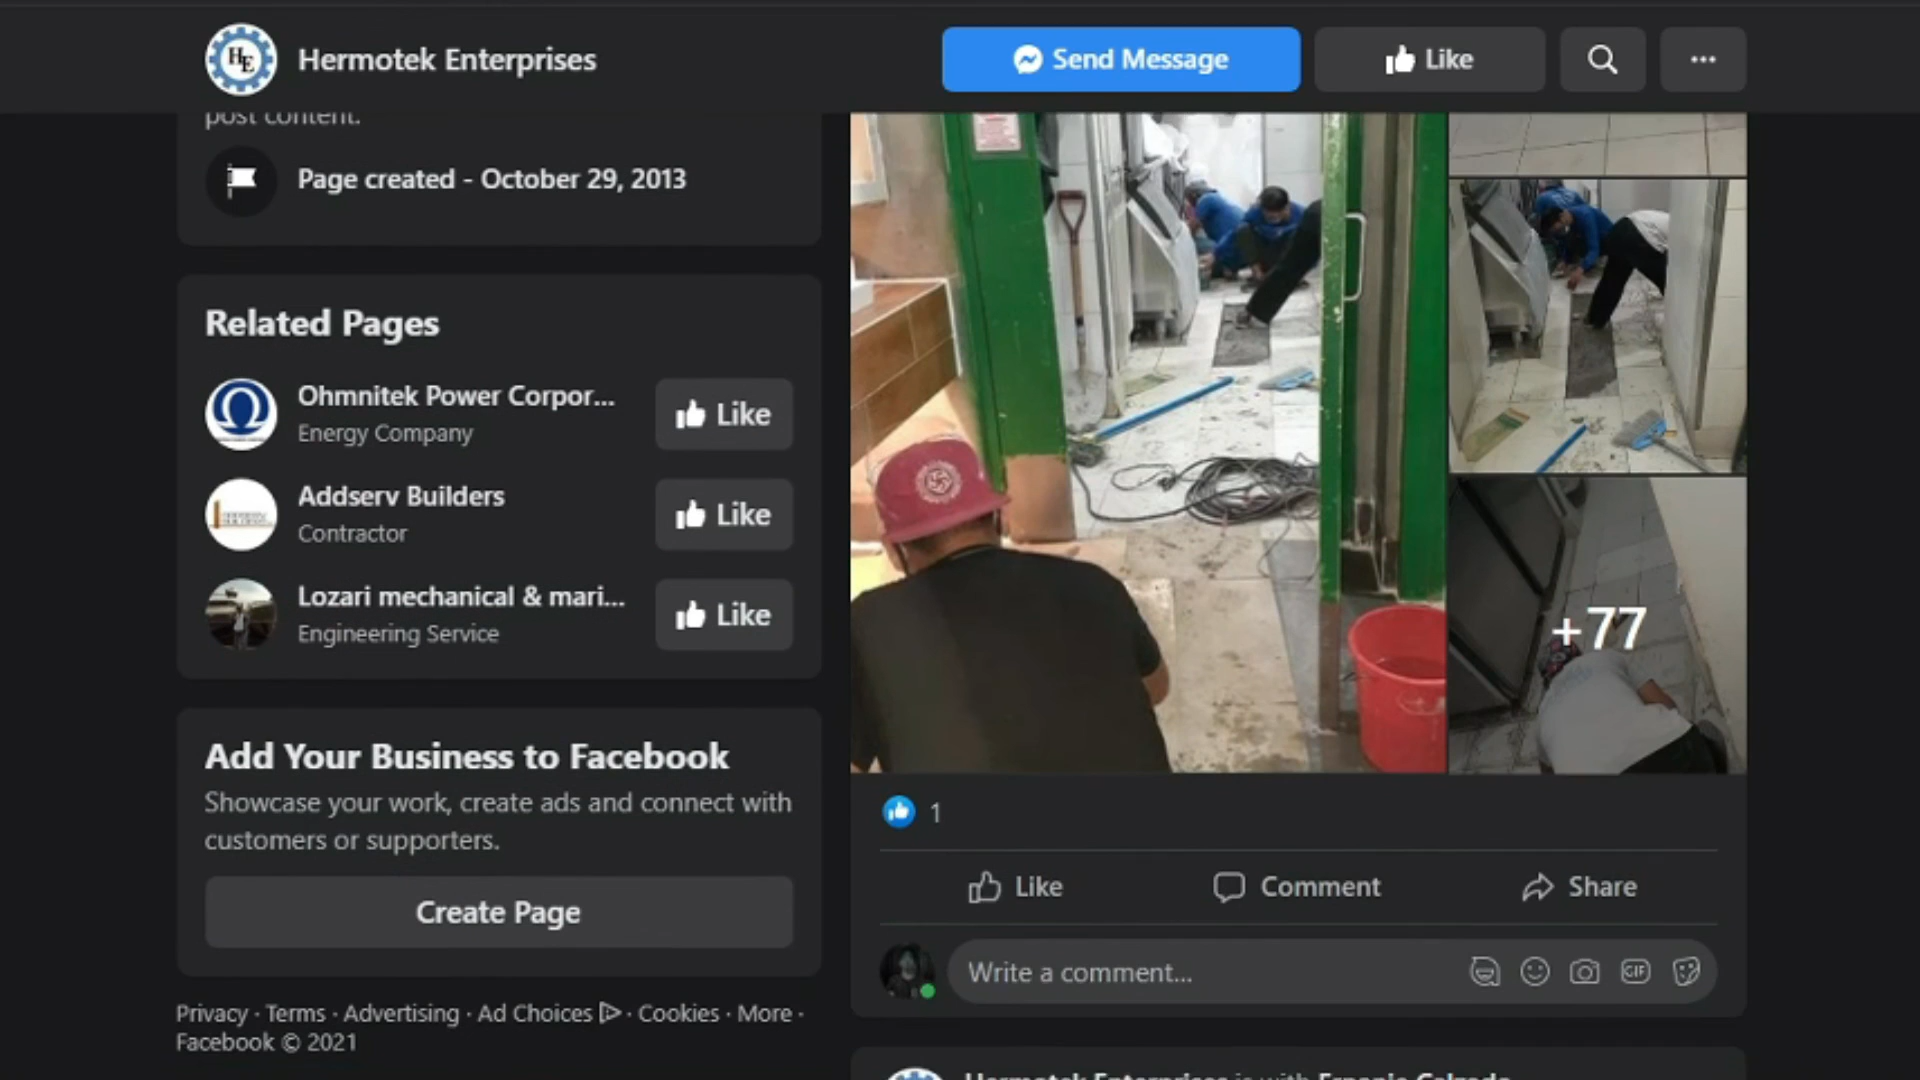 HE
Hermotek Enterprises
Send Message
Like
post content.
Page created - October 29, 2013
Related Pages
Ohmnitek Power Corpor...
Energy Company
Like
Addserv Builders
Contractor
Like
Lozari mechanical & mari...
Engineering Service
Like
Add Your Business to Facebook
Showcase your work, create ads and connect with
customers or supporters.
Create Page
Privacy · Terms · Advertising · Ad Choices · Cookies · More ·
Facebook © 2021
+77
1
Like
Comment
Share
Write a comment...
GIF
Hermotek Enterprises is with